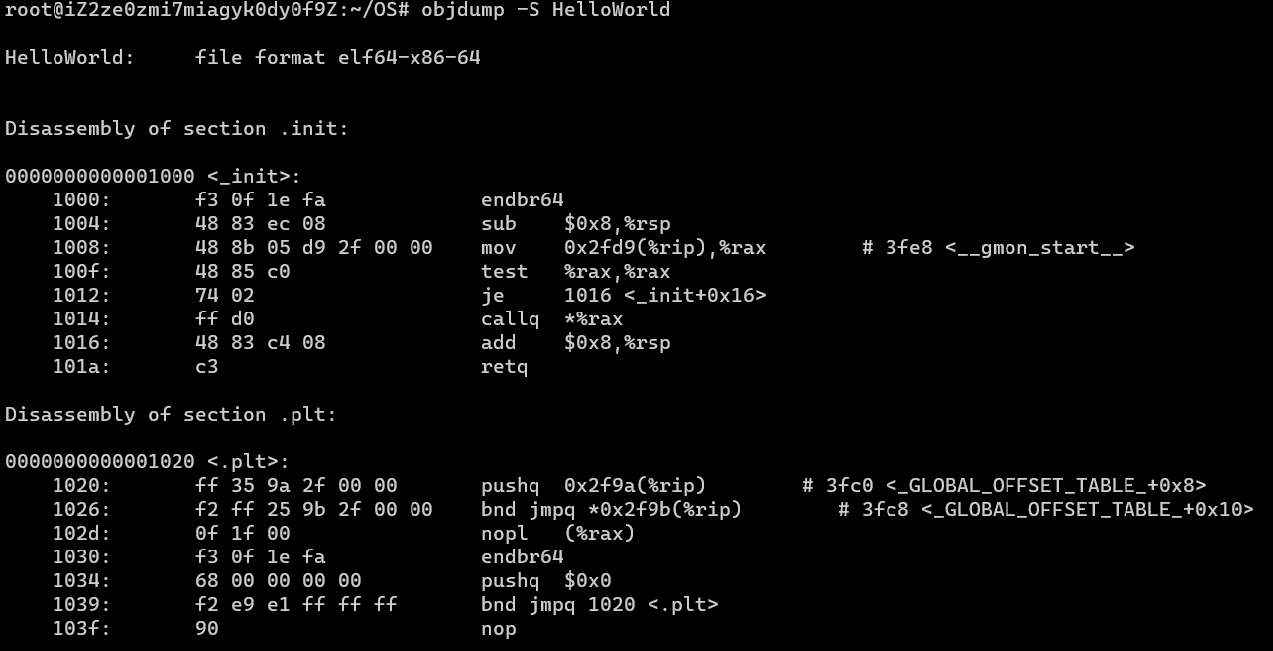 root@iZ2ze0zmi7miagyk0dy0f9Z:~/OS# objdump -S HelloWorld
HelloWorld:     file format elf64-x86-64
Disassembly of section .init:
0000000000001000 <_init>:
    1000:       f3 0f 1e fa             endbr64
    1004:       48 83 ec 08             sub    $0x8,%rsp
    1008:       48 8b 05 d9 2f 00 00    mov    0x2fd9(%rip),%rax        # 3fe8 <__gmon_start__>
    100f:       48 85 c0                test   %rax,%rax
    1012:       74 02                   je     1016 <_init+0x16>
    1014:       ff d0                   callq  *%rax
    1016:       48 83 c4 08             add    $0x8,%rsp
    101a:       c3                      retq
Disassembly of section .plt:
0000000000001020 <.plt>:
    1020:       ff 35 9a 2f 00 00       pushq  0x2f9a(%rip)        # 3fc0 <_GLOBAL_OFFSET_TABLE_+0x8>
    1026:       f2 ff 25 9b 2f 00 00    bnd jmpq *0x2f9b(%rip)        # 3fc8 <_GLOBAL_OFFSET_TABLE_+0x10>
    102d:       0f 1f 00                nopl   (%rax)
    1030:       f3 0f 1e fa             endbr64
    1034:       68 00 00 00 00          pushq  $0x0
    1039:       f2 e9 e1 ff ff ff       bnd jmpq 1020 <.plt>
    103f:       90                      nop